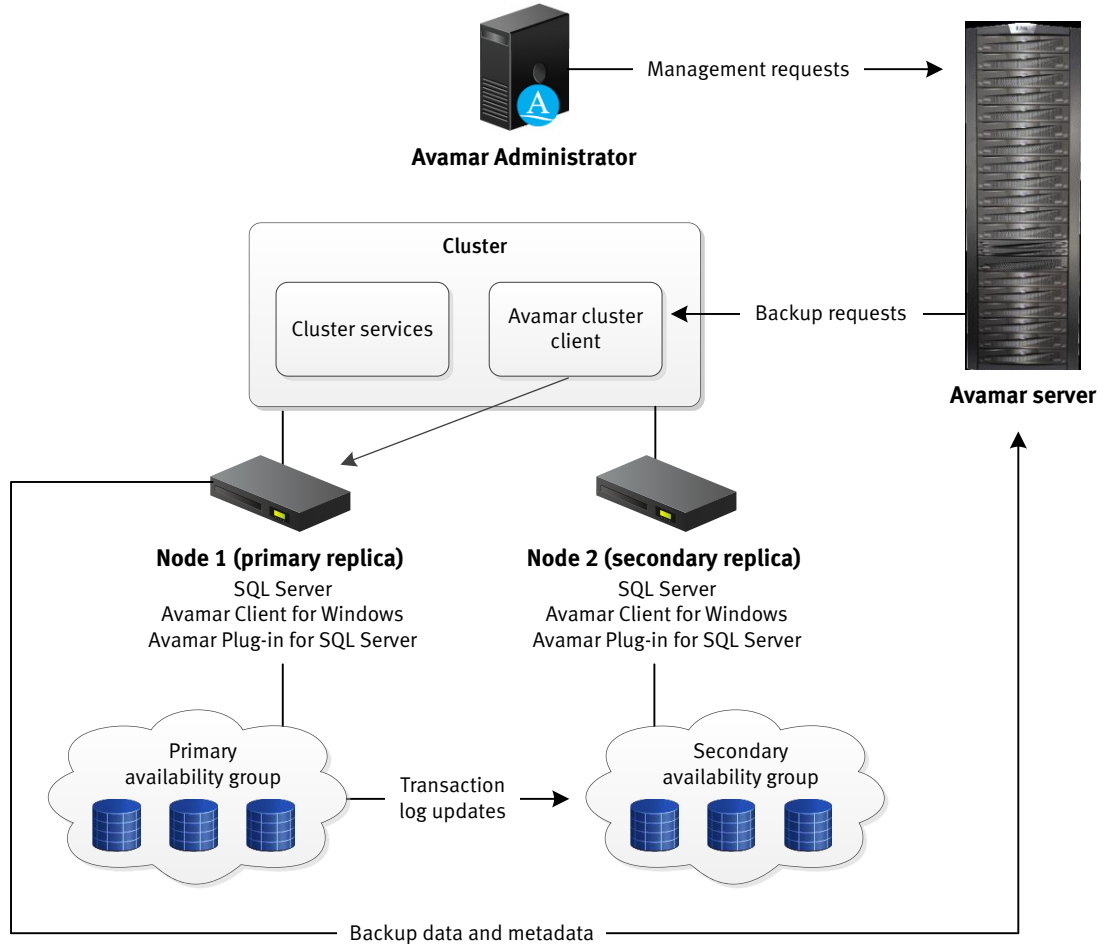 Management requests
A
Avamar Administrator
Cluster
Cluster services
Avamar cluster
client
Backup requests
Avamar server
Node 1 (primary replica)
SQL Server
Avamar Client for Windows
Avamar Plug-in for SQL Server
Node 2 (secondary replica)
SQL Server
Avamar Client for Windows
Avamar Plug-in for SQL Server
Primary
availability group
Transaction
log updates
Secondary
availability group
Backup data and metadata